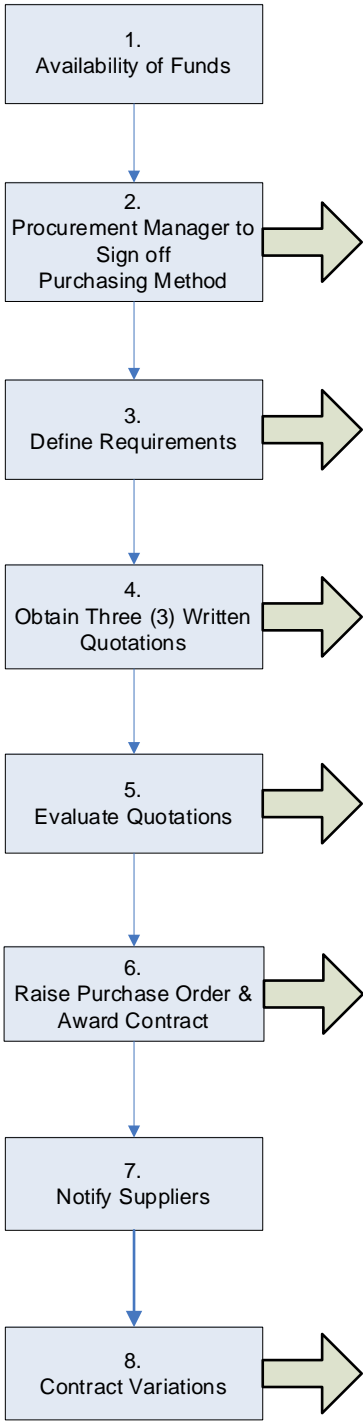 1.
Availability of Funds
2.
Procurement Manager to
Sign off
Purchasing Method
3.
Define Requirements
4.
Obtain Three (3) Written
Quotations
5.
Evaluate Quotations
6.
Raise Purchase Order &
Award Contract
7.
Notify Suppliers
8.
Contract Variations